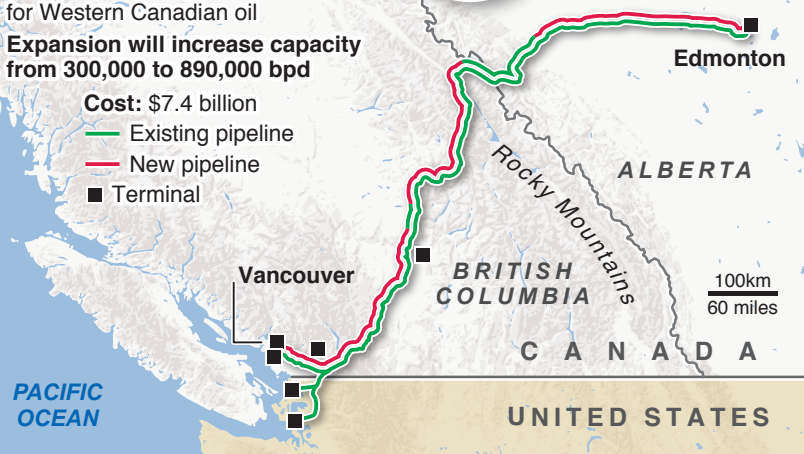 for Western Canadian oil
Expansion will increase capacity
from 300,000 to 890,000 bpd
Cost: $7.4 billion
Existing pipeline
New pipeline
Terminal
Edmonton
ALBERTA
Rocky Mountains
Vancouver
BRITISH
COLUMBIA
100km
60 miles
CANADA
PACIFIC
OCEAN
UNITED STATES